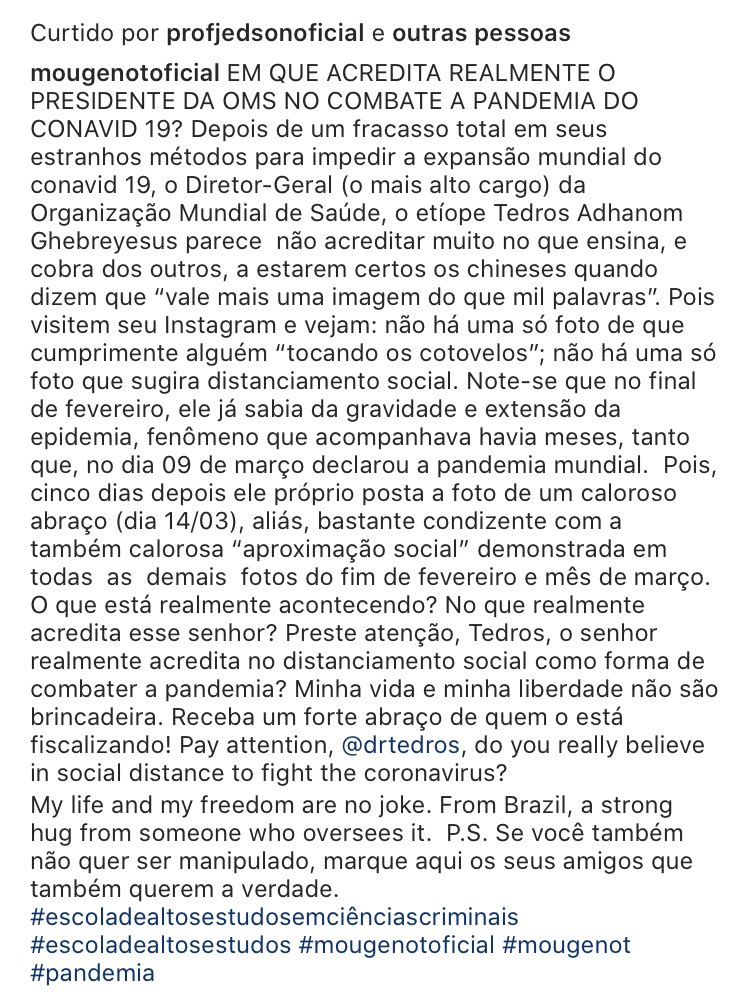 Curtido por profjedsonoficial e outras pessoas
mougenotoficial EM QUE ACREDITA REALMENTE O
PRESIDENTE DA OMS NO COMBATE A PANDEMIA DO
CONAVID 19? Depois de um fracasso total em seus
estranhos métodos para impedir a expansão mundial do
conavid 19, o Diretor-Geral (o mais alto cargo) da
Organização Mundial de Saúde, o etíope Tedros Adhanom
Ghebreyesus parece  não acreditar muito no que ensina, e
cobra dos outros, a estarem certos os chineses quando
dizem que “vale mais uma imagem do que mil palavras”. Pois
visitem seu Instagram e vejam: não há uma só foto de que
cumprimente alguém “tocando os cotovelos”; não há uma só
foto que sugira distanciamento social. Note-se que no final
de fevereiro, ele já sabia da gravidade e extensão da
epidemia, fenômeno que acompanhava havia meses, tanto
que, no dia 09 de março declarou a pandemia mundial.  Pois,
cinco dias depois ele próprio posta a foto de um caloroso
abraço (dia 14/03), aliás, bastante condizente com a
também calorosa “aproximação social” demonstrada em
todas  as  demais  fotos do fim de fevereiro e mês de março.
O que está realmente acontecendo? No que realmente
acredita esse senhor? Preste atenção, Tedros, o senhor
realmente acredita no distanciamento social como forma de
combater a pandemia? Minha vida e minha liberdade não são
brincadeira. Receba um forte abraço de quem o está
fiscalizando! Pay attention, @drtedros, do you really believe
in social distance to fight the coronavirus?
My life and my freedom are no joke. From Brazil, a strong
hug from someone who oversees it.  P.S. Se você também
não quer ser manipulado, marque aqui os seus amigos que
também querem a verdade.
#escoladealtosestudosemciênciascriminais
#escoladealtosestudos #mougenotoficial #mougenot
#pandemia